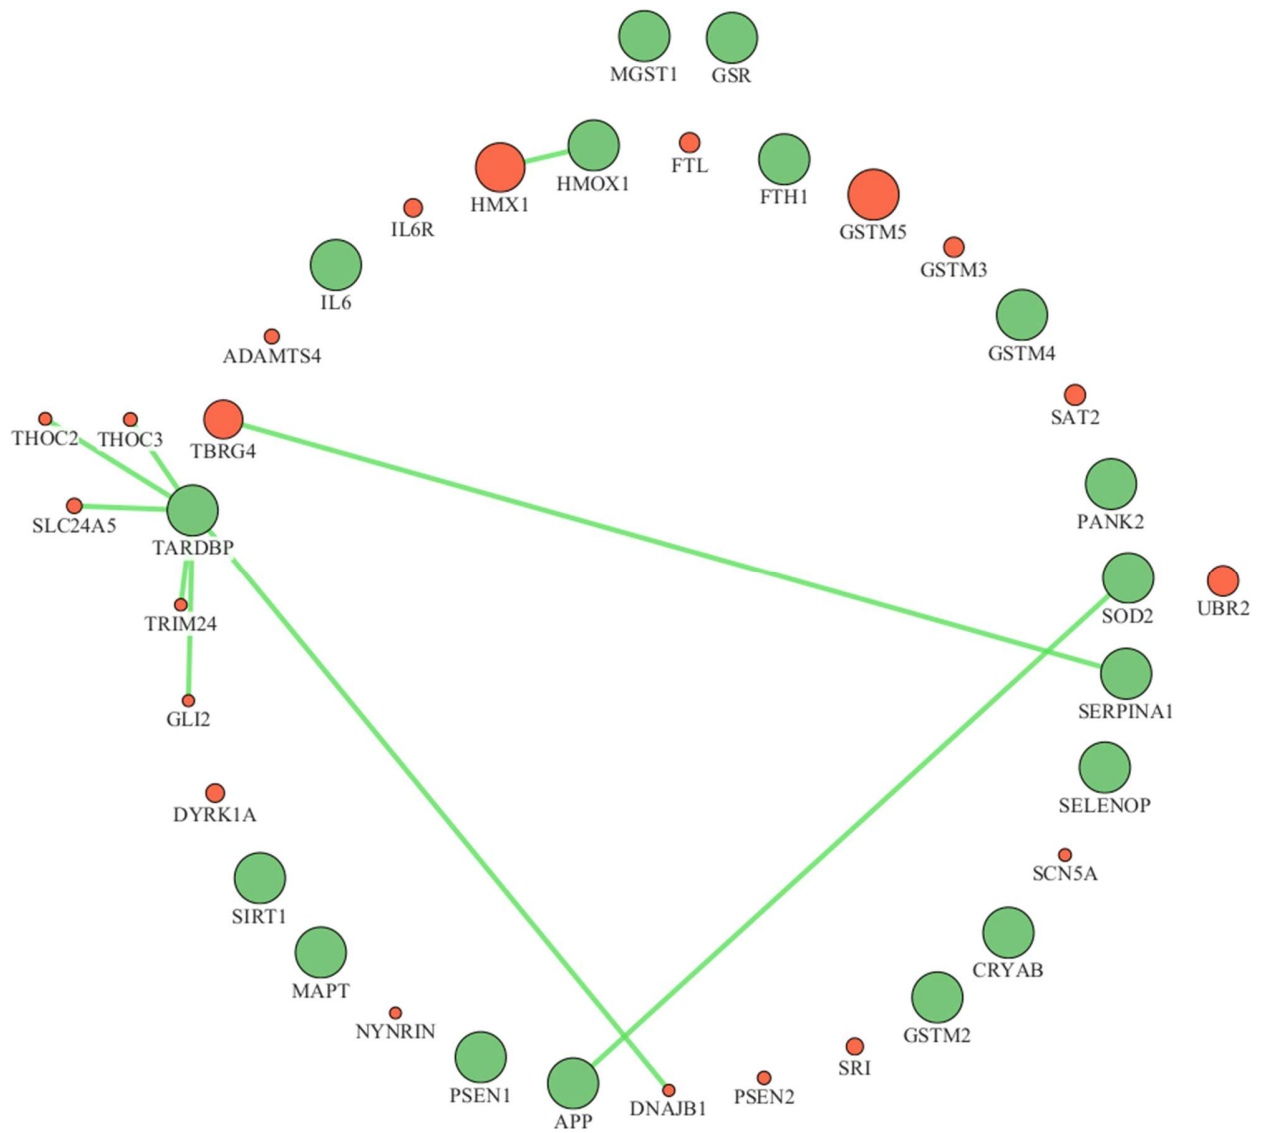 MGST1
GSR
FTL
HMOX1
FTH1
HMX1
IL6R
GSTM5
GSTM3
IL6
GSTM4
ADAMTS4
SAT2
THOC2
THOC3
TBRG4
SLC24A5
PANK2
TARDBP
SOD2
UBR2
TRIM24
SERPINA1
GLI2
SELENOP
DYRK1A
SCN5A
SIRT1
CRYAB
MAPT
NYNRIN
GSTM2
SRI
PSEN1
PSEN2
DNAJB1
APP